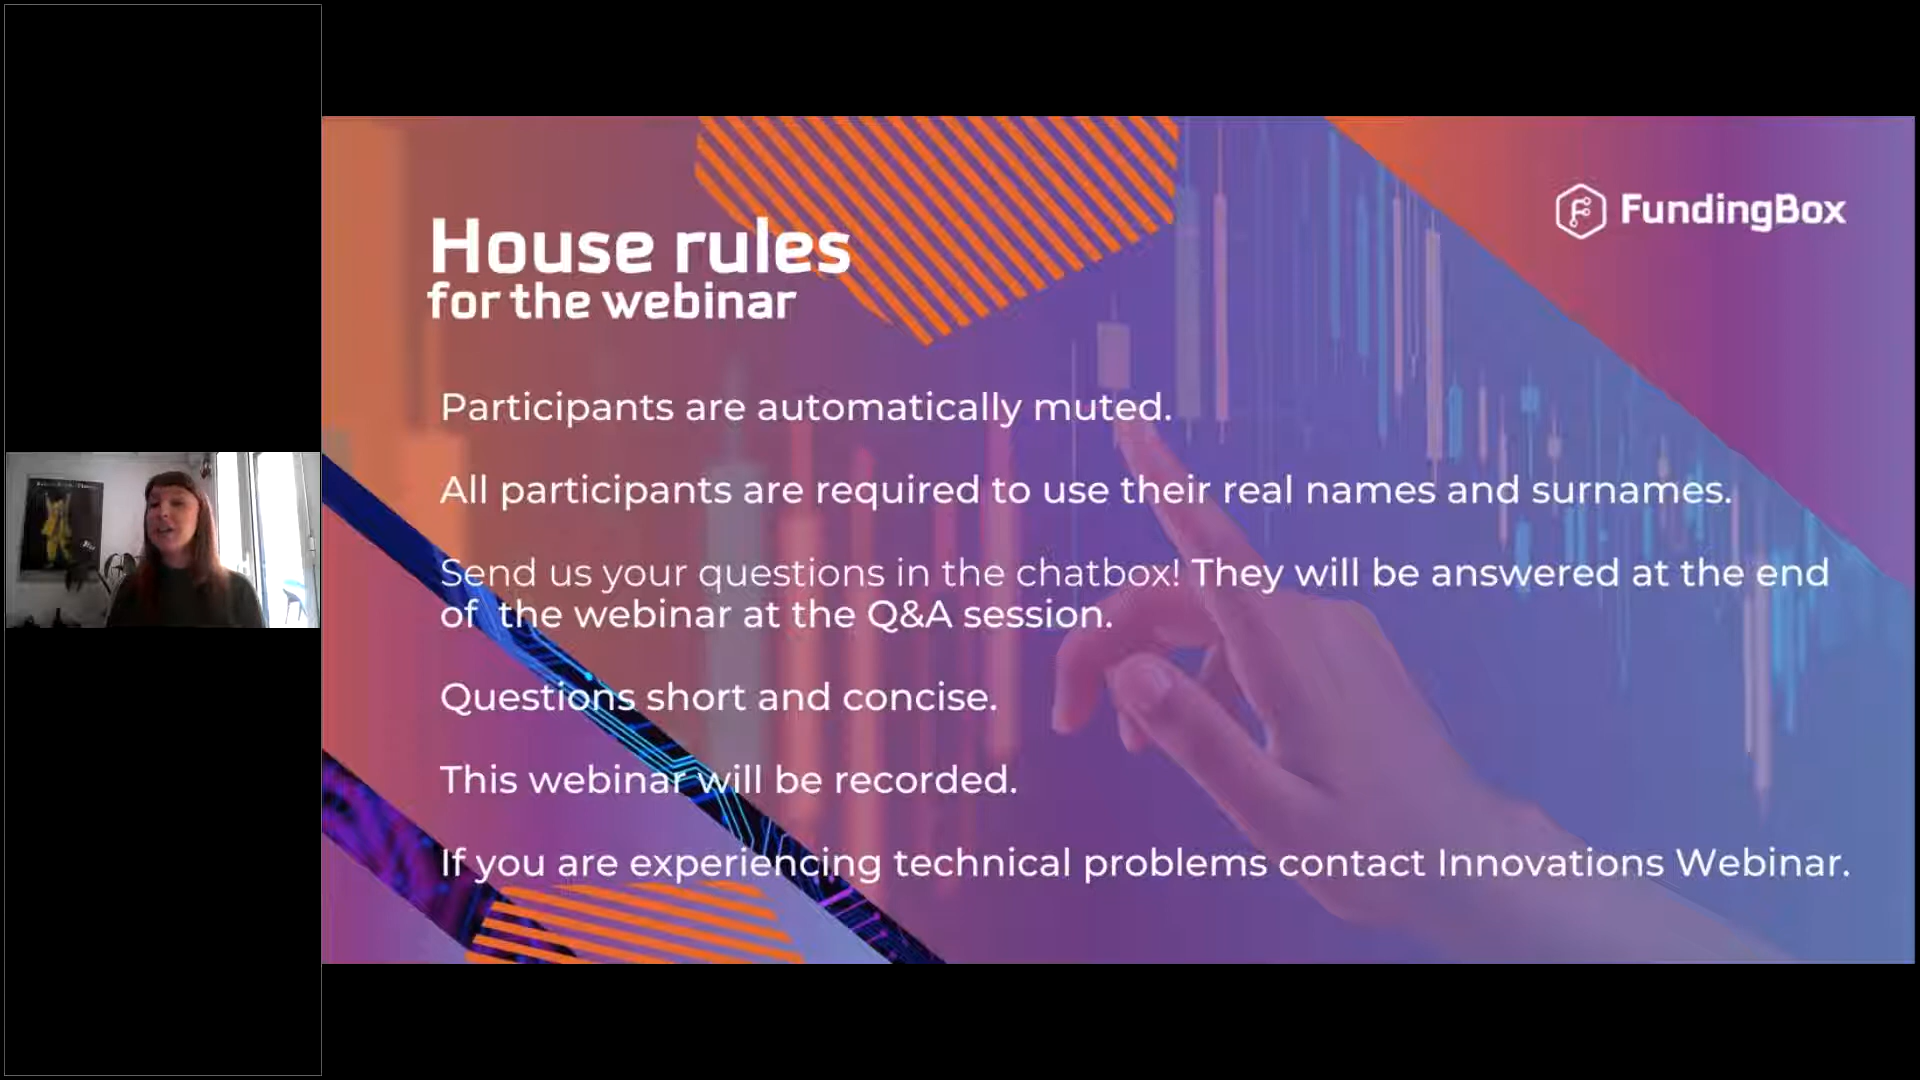 FundingBox
House rules
for the webinar
Participants are automatically muted.
All participants are required to use their real names and surnames.
Send us your questions in the chatbox! They will be answered at the end
of the webinar at the Q&A session.
Questions short and concise.
This webinar will be recorded.
If you are experiencing technical problems contact Innovations Webinar.